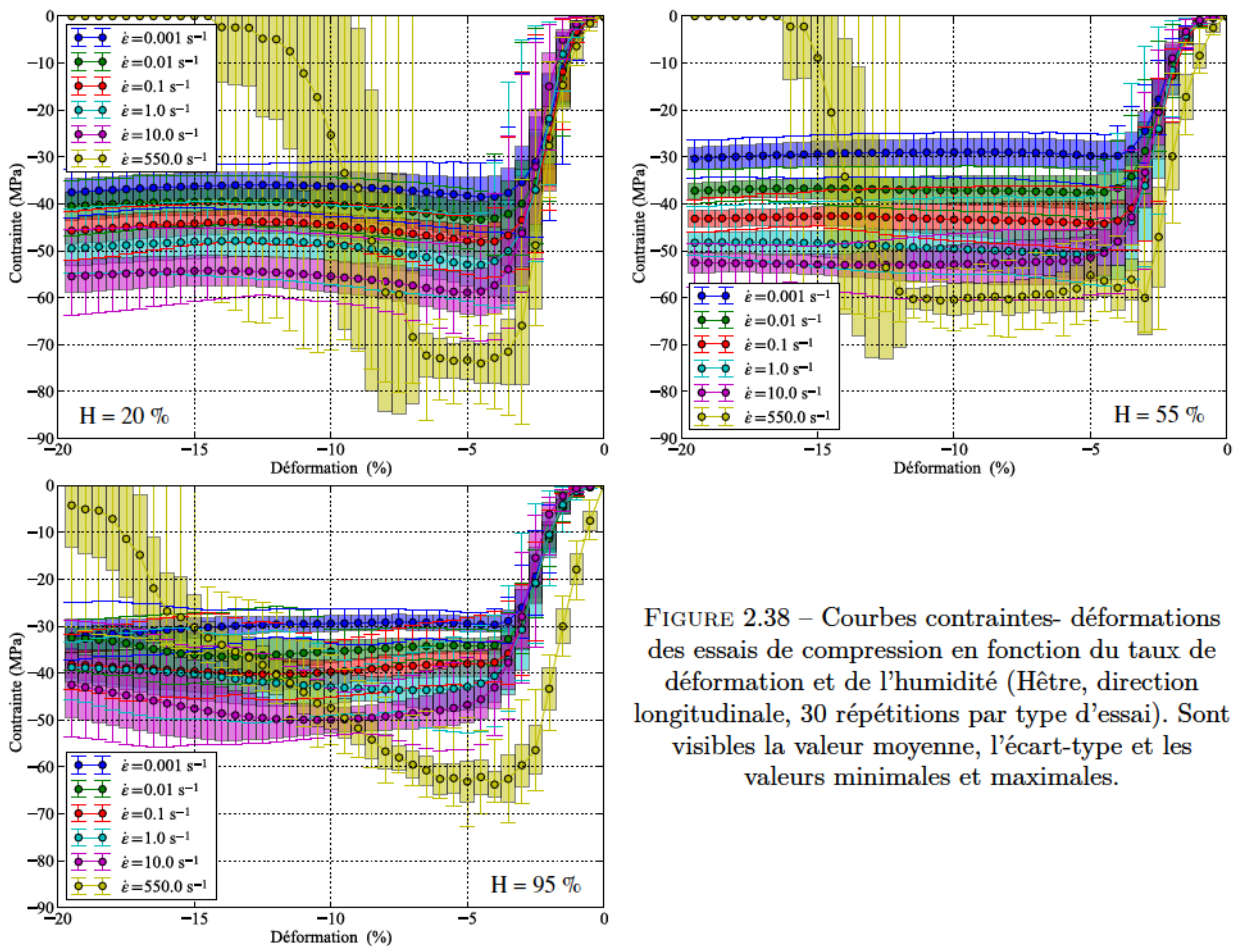 0
−10
−20
−30
−40
−50
−60
−70
−80
−90
−20
−15
−10
−5
0
Contrainte (MPa)
Déformation (%)
ε̇=0.001 s⁻¹
ε̇=0.01 s⁻¹
ε̇=0.1 s⁻¹
ε̇=1.0 s⁻¹
ε̇=10.0 s⁻¹
ε̇=550.0 s⁻¹
H = 20 %
0
−10
−20
−30
−40
−50
−60
−70
−80
−90
−20
−15
−10
−5
0
Contrainte (MPa)
Déformation (%)
ε̇=0.001 s⁻¹
ε̇=0.01 s⁻¹
ε̇=0.1 s⁻¹
ε̇=1.0 s⁻¹
ε̇=10.0 s⁻¹
ε̇=550.0 s⁻¹
H = 55 %
0
−10
−20
−30
−40
−50
−60
−70
−80
−90
−20
−15
−10
−5
0
Contrainte (MPa)
Déformation (%)
ε̇=0.001 s⁻¹
ε̇=0.01 s⁻¹
ε̇=0.1 s⁻¹
ε̇=1.0 s⁻¹
ε̇=10.0 s⁻¹
ε̇=550.0 s⁻¹
H = 95 %
FIGURE 2.38 – Courbes contraintes- déformations
des essais de compression en fonction du taux de
déformation et de l'humidité (Hêtre, direction
longitudinale, 30 répétitions par type d'essai). Sont
visibles la valeur moyenne, l'écart-type et les
valeurs minimales et maximales.